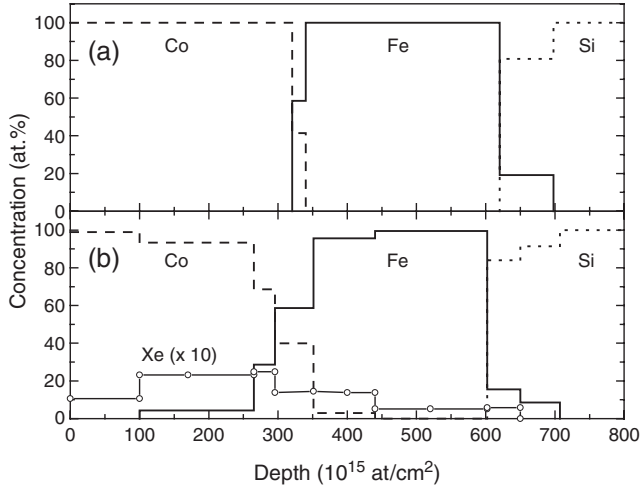 Concentration (at.%)
100
80
60
40
20
0
(a)
Co
Fe
Si
100
80
60
40
20
0
(b)
Co
Fe
Si
Xe (x 10)
0 100 200 300 400 500 600 700 800
Depth (10¹⁵ at/cm²)